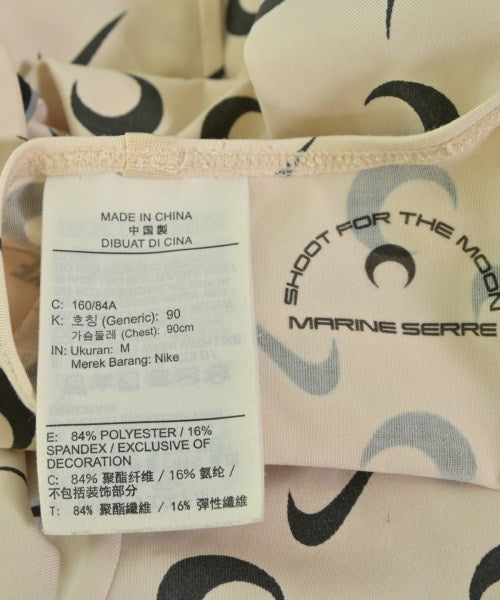 MADE IN CHINA
中 國 製
DIBUAT DI CINA
C: 160/84A
K: 호칭 (Generic): 90
가슴둘레 (Chest): 90cm
IN: Ukuran: M
Merek Barang: Nike
E: 84% POLYESTER / 16%
SPANDEX / EXCLUSIVE OF
DECORATION
C: 84% 聚酯纤维 / 16% 氨纶 /
不包括装饰部分
T: 84% 聚酯纖維 / 16% 彈性纖維
SHOOT FOR THE MOON
MARINE SERRE